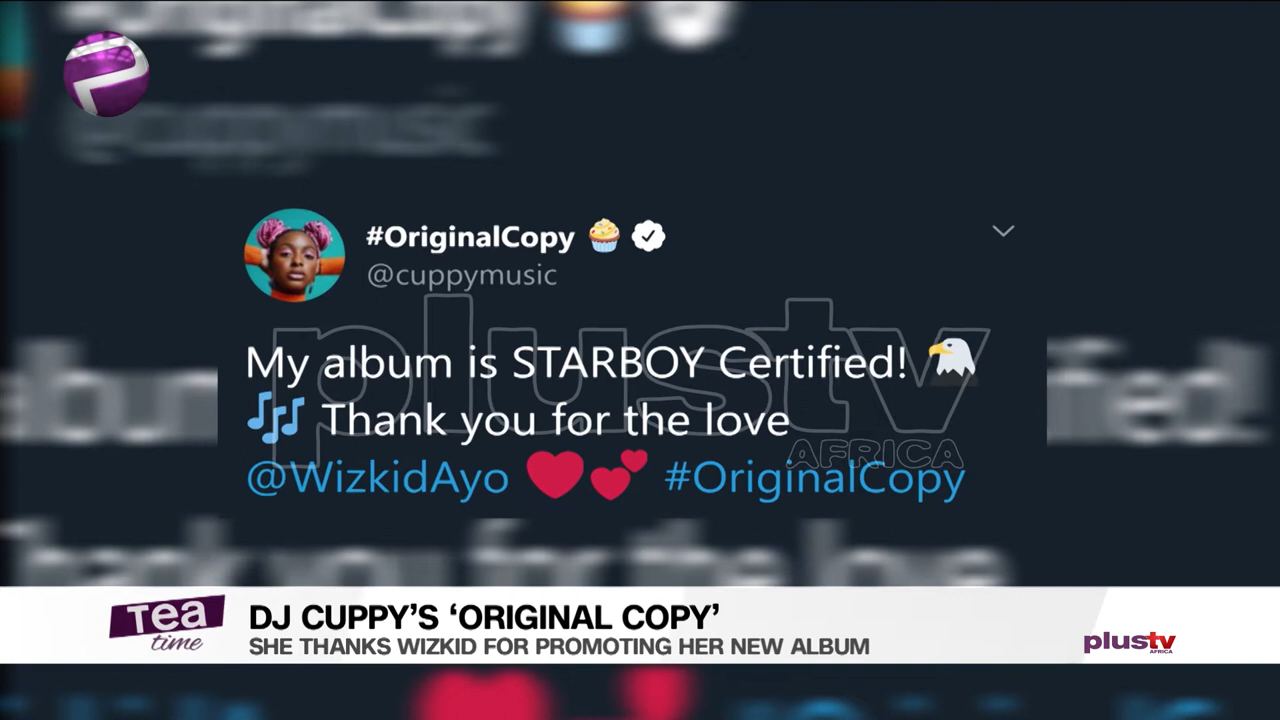 #OriginalCopy 🧁
@cuppymusic
My album is STARBOY Certified! 🦅
🎶 Thank you for the love
@WizkidAyo ❤️ 💕 #OriginalCopy
plustv
AFRICA
Tea
time
DJ CUPPY'S ‘ORIGINAL COPY’
SHE THANKS WIZKID FOR PROMOTING HER NEW ALBUM
plustv
AFRICA